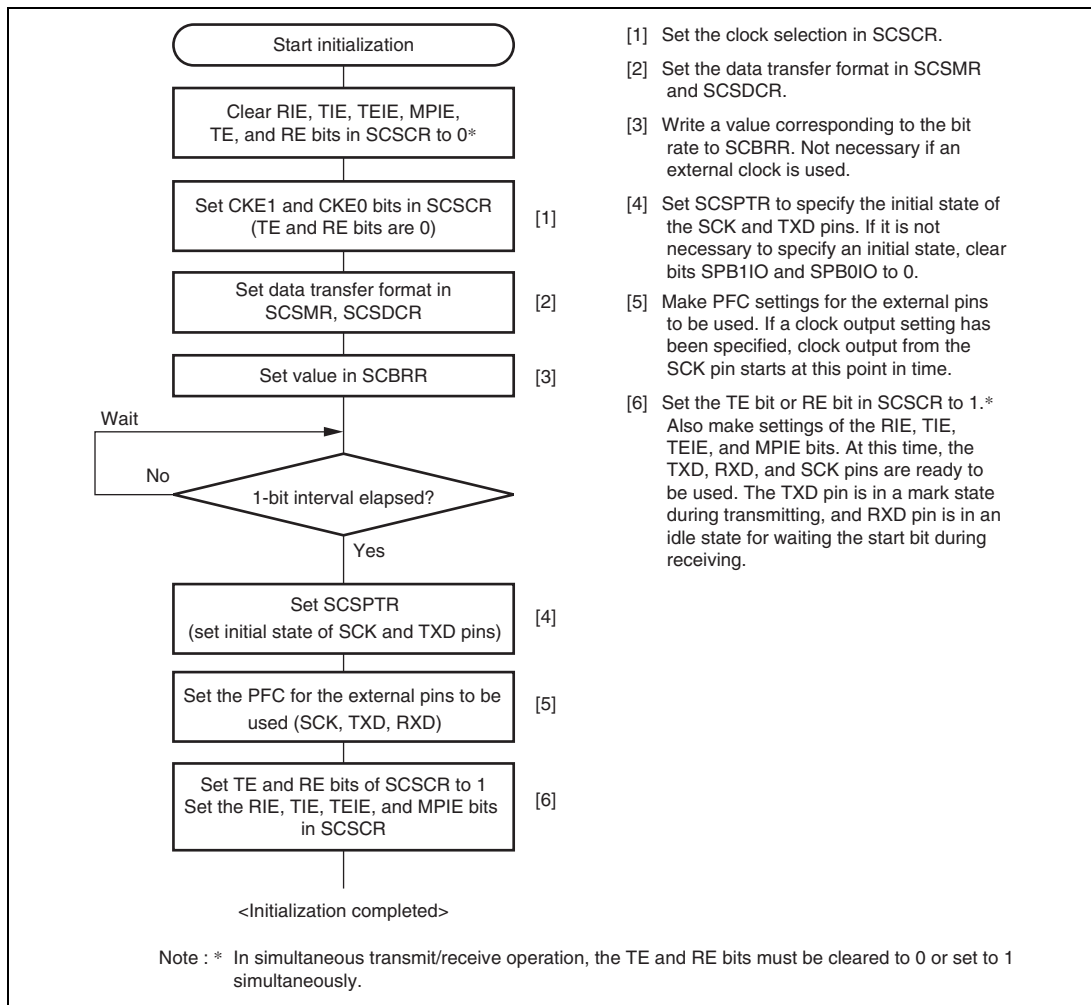 Start initialization
Clear RIE, TIE, TEIE, MPIE,
TE, and RE bits in SCSCR to 0*
Set CKE1 and CKE0 bits in SCSCR
(TE and RE bits are 0)
[1]
Set data transfer format in
SCSMR, SCSDCR
[2]
Set value in SCBRR
[3]
Wait
No
1-bit interval elapsed?
Yes
Set SCSPTR
(set initial state of SCK and TXD pins)
[4]
Set the PFC for the external pins to be
used (SCK, TXD, RXD)
[5]
Set TE and RE bits of SCSCR to 1
Set the RIE, TIE, TEIE, and MPIE bits
in SCSCR
[6]
<Initialization completed>
[1] Set the clock selection in SCSCR.
[2] Set the data transfer format in SCSMR
and SCSDCR.
[3] Write a value corresponding to the bit
rate to SCBRR. Not necessary if an
external clock is used.
[4] Set SCSPTR to specify the initial state of
the SCK and TXD pins. If it is not
necessary to specify an initial state, clear
bits SPB1IO and SPB0IO to 0.
[5] Make PFC settings for the external pins
to be used. If a clock output setting has
been specified, clock output from the
SCK pin starts at this point in time.
[6] Set the TE bit or RE bit in SCSCR to 1.*
Also make settings of the RIE, TIE,
TEIE, and MPIE bits. At this time, the
TXD, RXD, and SCK pins are ready to
be used. The TXD pin is in a mark state
during transmitting, and RXD pin is in an
idle state for waiting the start bit during
receiving.
Note : * In simultaneous transmit/receive operation, the TE and RE bits must be cleared to 0 or set to 1
simultaneously.